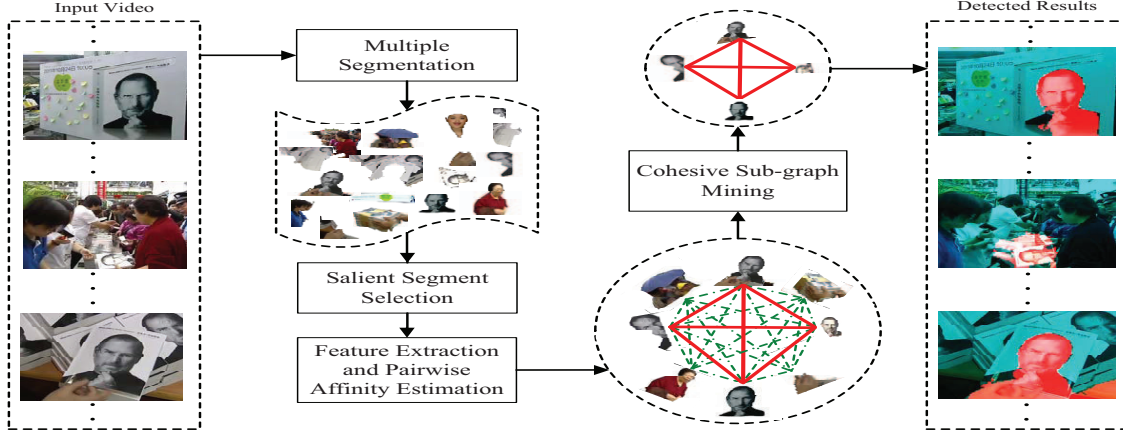 Input Video
Multiple
Segmentation
Salient Segment
Selection
Feature Extraction
and Pairwise
Affinity Estimation
Cohesive Sub-graph
Mining
Detected Results